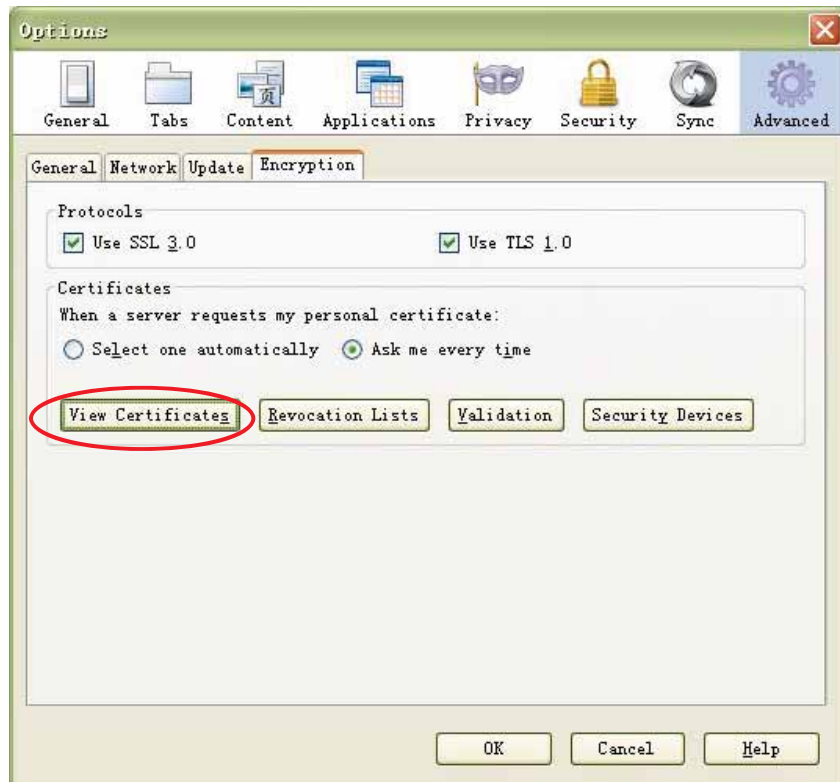 Options
General Tabs Content Applications Privacy Security Sync Advanced
页
General Network Update Encryption
Protocols
Use SSL 3.0 Use TLS 1.0
Certificates
When a server requests my personal certificate:
Select one automatically Ask me every time
View Certificates Revocation Lists Validation Security Devices
OK Cancel Help